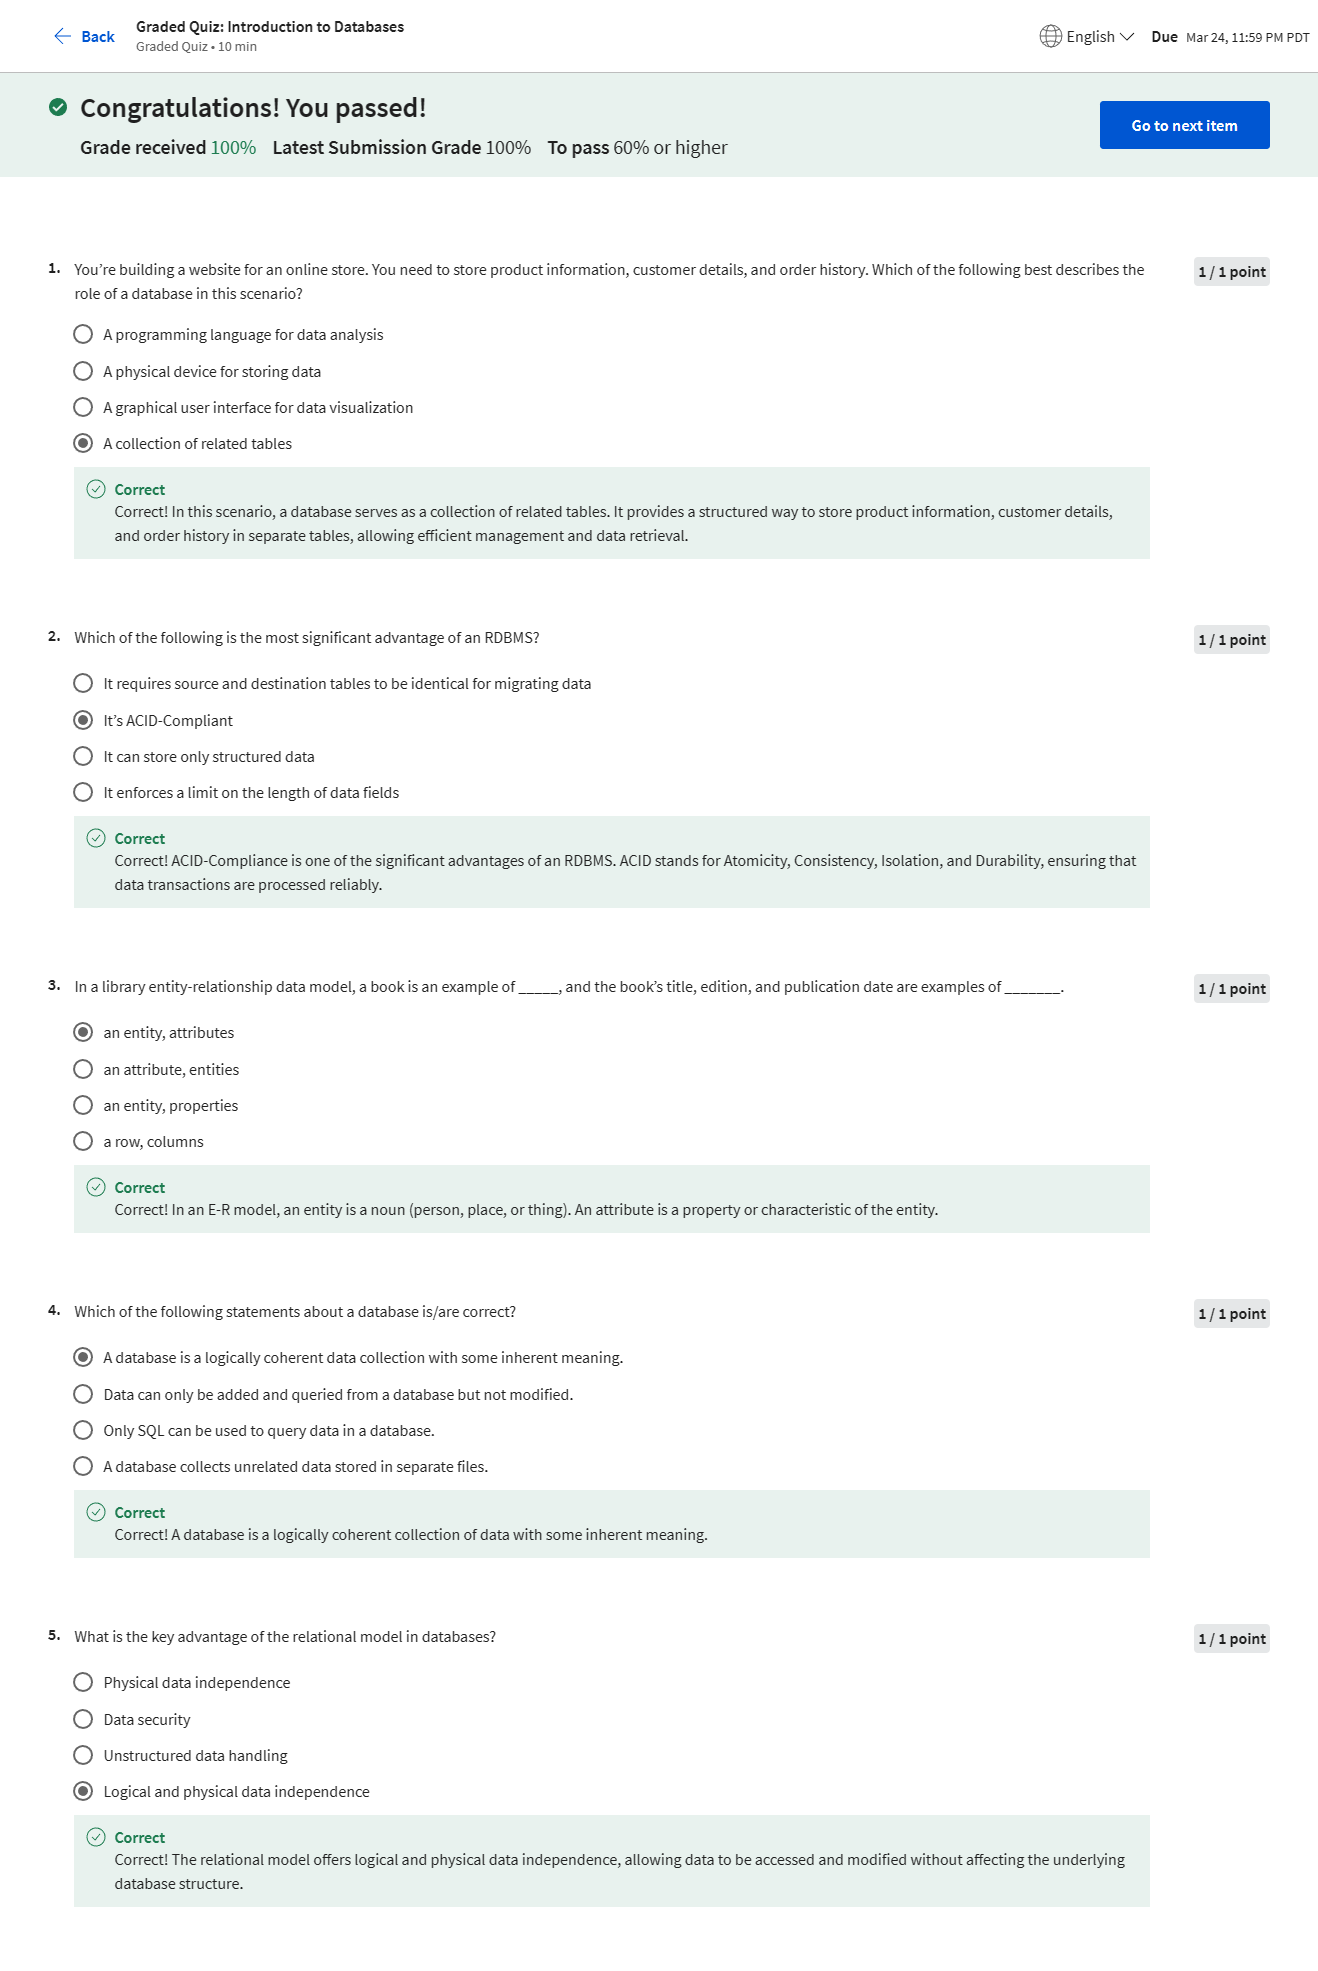 Back
Graded Quiz: Introduction to Databases
Graded Quiz • 10 min
English
Due Mar 24, 11:59 PM PDT
Congratulations! You passed!
Grade received 100% Latest Submission Grade 100% To pass 60% or higher
Go to next item
1. You’re building a website for an online store. You need to store product information, customer details, and order history. Which of the following best describes the
role of a database in this scenario?
1 / 1 point
A programming language for data analysis
A physical device for storing data
A graphical user interface for data visualization
A collection of related tables
Correct
Correct! In this scenario, a database serves as a collection of related tables. It provides a structured way to store product information, customer details,
and order history in separate tables, allowing efficient management and data retrieval.
2. Which of the following is the most significant advantage of an RDBMS?
1 / 1 point
It requires source and destination tables to be identical for migrating data
It’s ACID-Compliant
It can store only structured data
It enforces a limit on the length of data fields
Correct
Correct! ACID-Compliance is one of the significant advantages of an RDBMS. ACID stands for Atomicity, Consistency, Isolation, and Durability, ensuring that
data transactions are processed reliably.
3. In a library entity-relationship data model, a book is an example of _____, and the book’s title, edition, and publication date are examples of _______.
1 / 1 point
an entity, attributes
an attribute, entities
an entity, properties
a row, columns
Correct
Correct! In an E-R model, an entity is a noun (person, place, or thing). An attribute is a property or characteristic of the entity.
4. Which of the following statements about a database is/are correct?
1 / 1 point
A database is a logically coherent data collection with some inherent meaning.
Data can only be added and queried from a database but not modified.
Only SQL can be used to query data in a database.
A database collects unrelated data stored in separate files.
Correct
Correct! A database is a logically coherent collection of data with some inherent meaning.
5. What is the key advantage of the relational model in databases?
1 / 1 point
Physical data independence
Data security
Unstructured data handling
Logical and physical data independence
Correct
Correct! The relational model offers logical and physical data independence, allowing data to be accessed and modified without affecting the underlying
database structure.